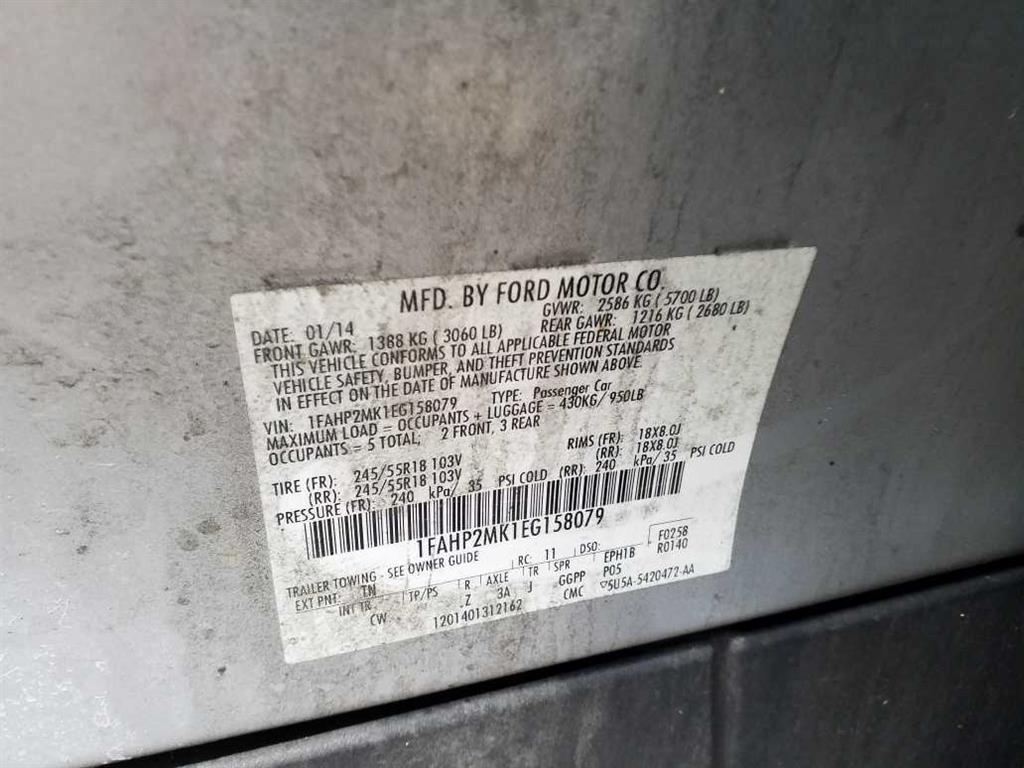 MFD. BY FORD MOTOR CO.
DATE: 01/14 GVWR: 2586 KG ( 5700 LB)
FRONT GAWR: 1388 KG ( 3060 LB) REAR GAWR: 1216 KG ( 2680 LB)
THIS VEHICLE CONFORMS TO ALL APPLICABLE FEDERAL MOTOR
VEHICLE SAFETY, BUMPER, AND THEFT PREVENTION STANDARDS
IN EFFECT ON THE DATE OF MANUFACTURE SHOWN ABOVE.
VIN: 1FAHP2MK1EG158079 TYPE: Passenger Car
MAXIMUM LOAD = OCCUPANTS + LUGGAGE = 430KG/ 950LB
OCCUPANTS = 5 TOTAL; 2 FRONT, 3 REAR
TIRE (FR): 245/55R18 103V RIMS (FR): 18X8.0J
(RR): 245/55R18 103V (RR): 18X8.0J
PRESSURE (FR): 240 kPa/ 35 PSI COLD (RR): 240 kPa/ 35 PSI COLD
1FAHP2MK1EG158079
TRAILER TOWING - SEE OWNER GUIDE F0258
EXT PNT: TN RC: 11 DSO: R0140
INT TR TP/PS R AXLE TR SPR EPH1B
CW Z 3A J GGPP P05
1201401312162 CMC ▽5U5A-5420472-AA